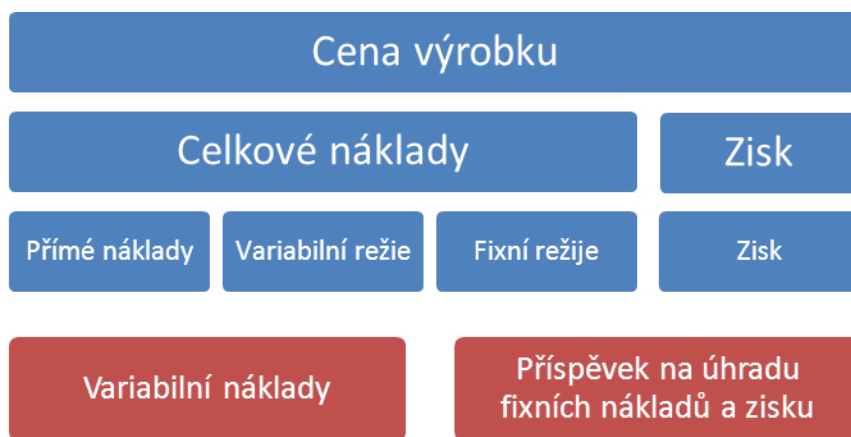 Cena výrobku
Celkové náklady
Zisk
Přímé náklady
Variabilní režie
Fixní režije
Zisk
Variabilní náklady
Příspěvek na úhradu
fixních nákladů a zisku